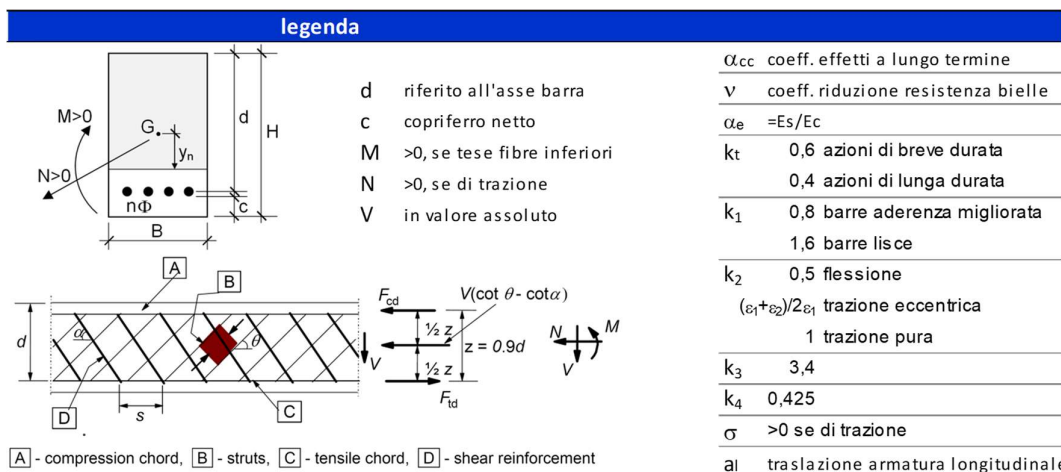 legenda
M>0
G
yn
N>0
nΦ
d
H
c
B
d riferito all'asse barra
c copriferro netto
M >0, se tese fibre inferiori
N >0, se di trazione
V in valore assoluto
A
B
α
θ
d
s
D
C
Fcd
V(cot θ - cotα)
½ z
z = 0.9d
½ z
V
Ftd
N
M
V
A - compression chord, B - struts, C - tensile chord, D - shear reinforcement
αcc coeff. effetti a lungo termine
ν coeff. riduzione resistenza bielle
αe =Es/Ec
kt 0,6 azioni di breve durata
0,4 azioni di lunga durata
k1 0,8 barre aderenza migliorata
1,6 barre lisce
k2 0,5 flessione
(ε1+ε2)/2ε1 trazione eccentrica
1 trazione pura
k3 3,4
k4 0,425
σ >0 se di trazione
al traslazione armatura longitudinale